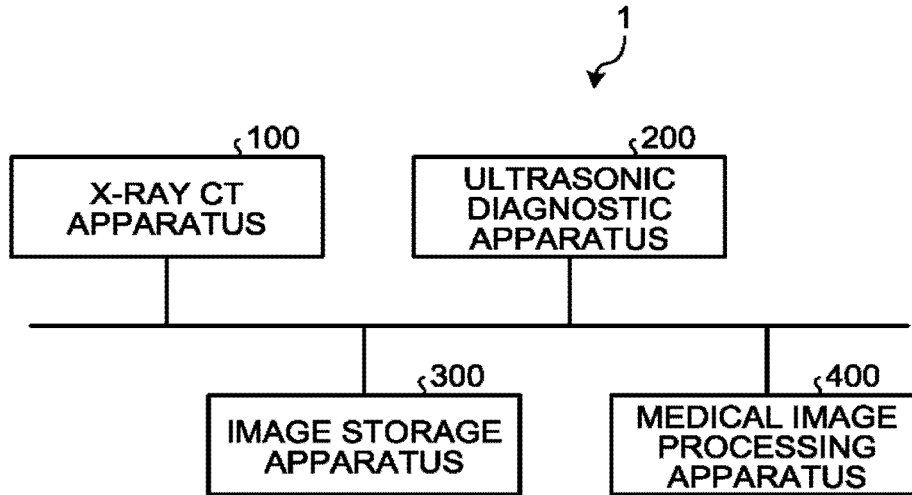 1
100
X-RAY CT
APPARATUS
200
ULTRASONIC
DIAGNOSTIC
APPARATUS
300
IMAGE STORAGE
APPARATUS
400
MEDICAL IMAGE
PROCESSING
APPARATUS